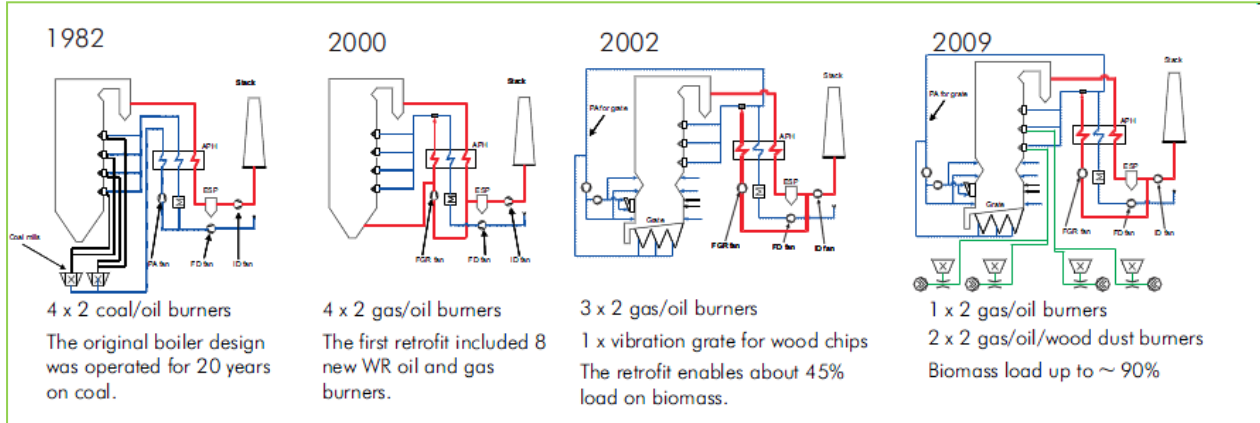 1982
2000
2002
2009
Stack
APH
ESP
Coal mills
PA fan
FD fan
ID fan
Stack
APH
ESP
M
FGR fan
FD fan
ID fan
Stack
PA for grate
APH
ESP
M
Grate
FGR fan
FD fan
ID fan
Stack
PA for grate
APH
ESP
M
Grate
FGR fan
FD fan
ID fan
4 x 2 coal/oil burners
The original boiler design
was operated for 20 years
on coal.
4 x 2 gas/oil burners
The first retrofit included 8
new WR oil and gas
burners.
3 x 2 gas/oil burners
1 x vibration grate for wood chips
The retrofit enables about 45%
load on biomass.
1 x 2 gas/oil burners
2 x 2 gas/oil/wood dust burners
Biomass load up to ~ 90%